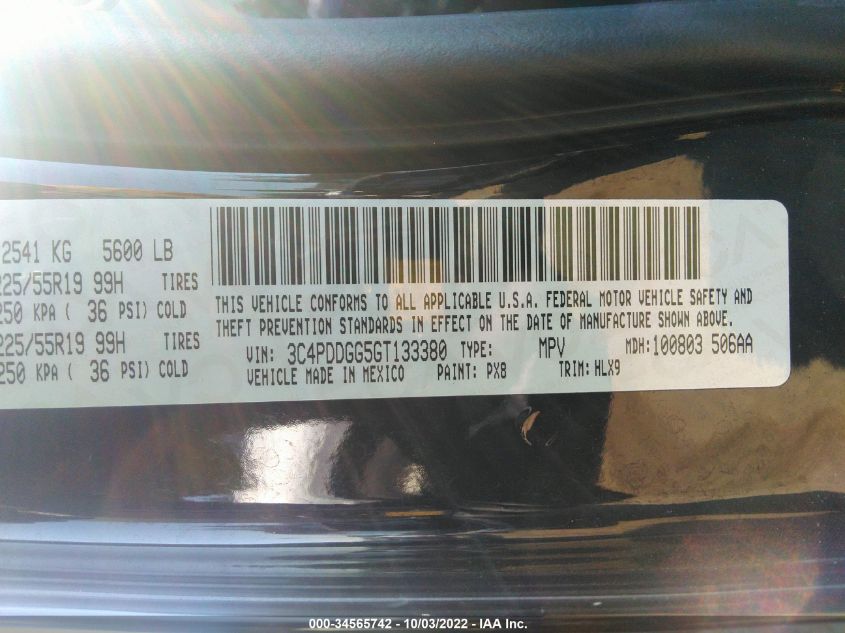 2541 KG 5600 LB
225/55R19 99H TIRES
250 KPA ( 36 PSI) COLD
225/55R19 99H TIRES
250 KPA ( 36 PSI) COLD
THIS VEHICLE CONFORMS TO ALL APPLICABLE U.S.A. FEDERAL MOTOR VEHICLE SAFETY AND
THEFT PREVENTION STANDARDS IN EFFECT ON THE DATE OF MANUFACTURE SHOWN ABOVE.
VIN: 3C4PDDGG5GT133380 TYPE: MPV MDH:100803 506AA
VEHICLE MADE IN MEXICO PAINT: PX8 TRIM: HLX9
000-34565742 - 10/03/2022 - IAA Inc.